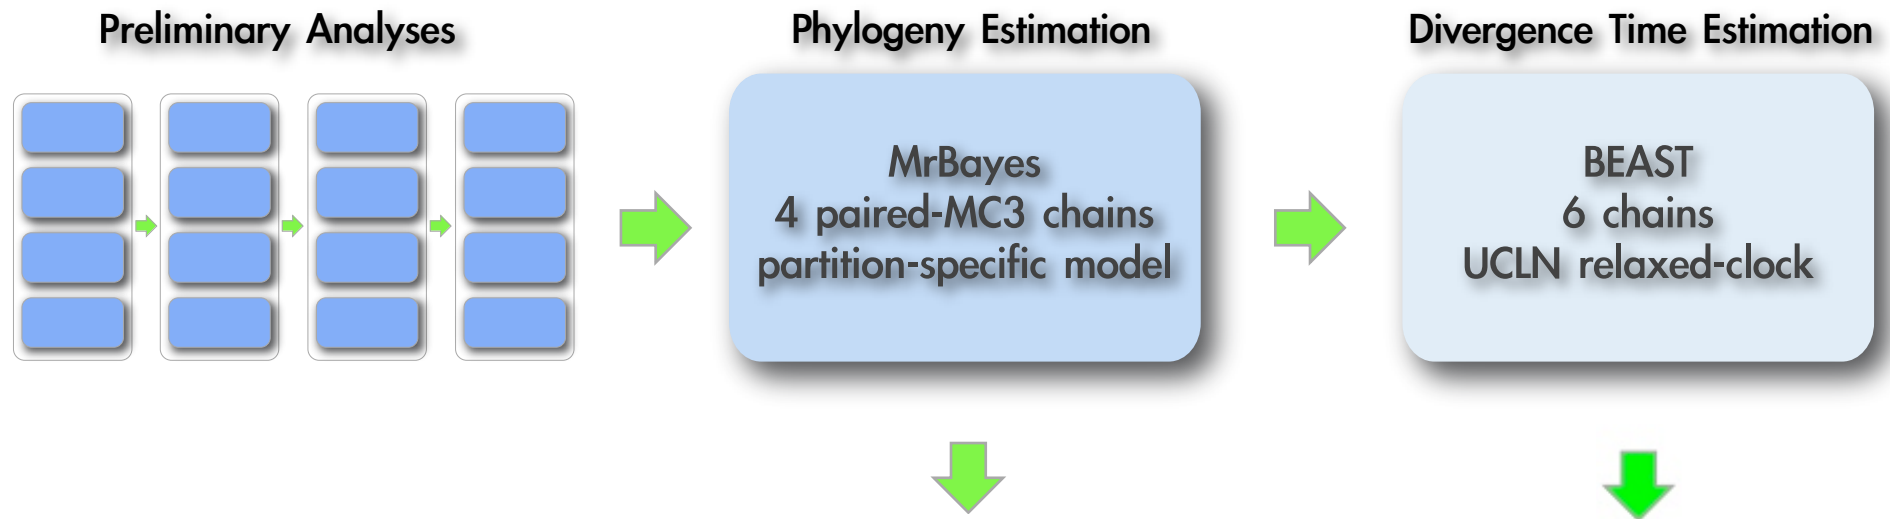 Preliminary Analyses
Phylogeny Estimation
Divergence Time Estimation
MrBayes
4 paired-MC3 chains
partition-specific model
BEAST
6 chains
UCLN relaxed-clock